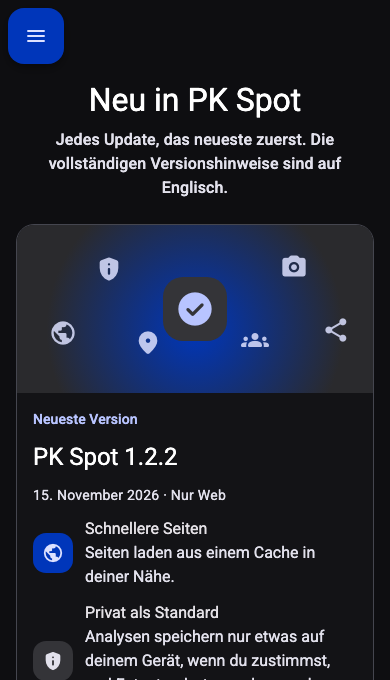 Neu in PK Spot
Jedes Update, das neueste zuerst. Die
vollständigen Versionshinweise sind auf
Englisch.
Neueste Version
PK Spot 1.2.2
15. November 2026 · Nur Web
Schnellere Seiten
Seiten laden aus einem Cache in
deiner Nähe.
Privat als Standard
Analysen speichern nur etwas auf
deinem Gerät, wenn du zustimmst,